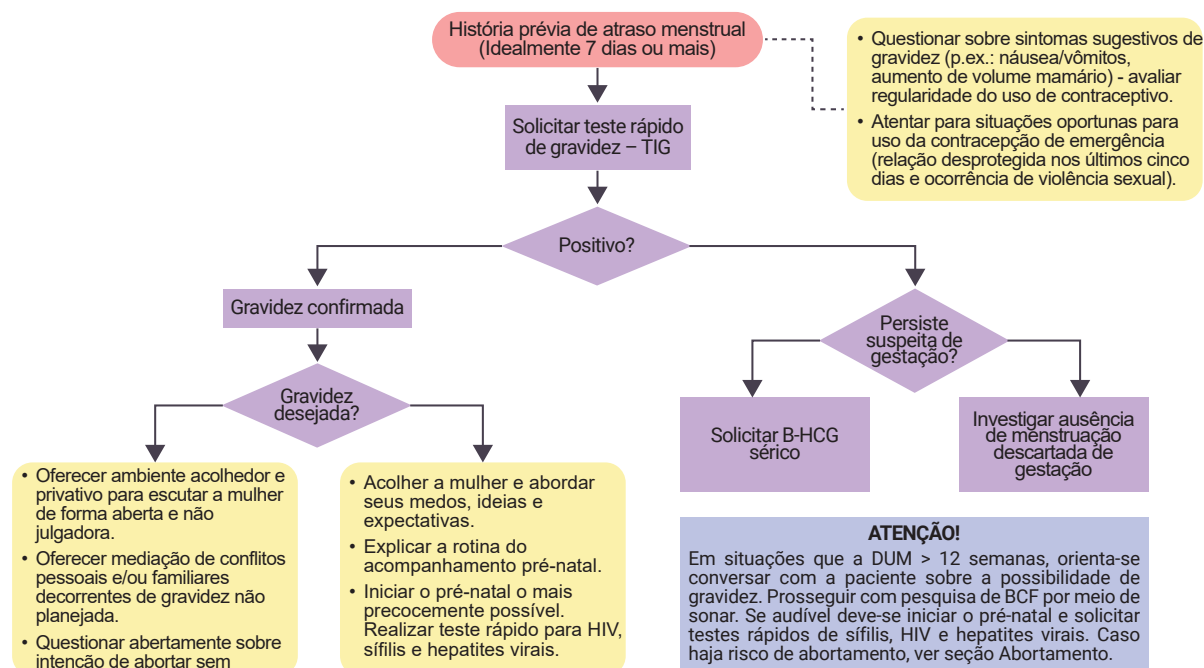 História prévia de atraso menstrual
(Idealmente 7 dias ou mais)
• Questionar sobre sintomas sugestivos de
gravidez (p.ex.: náusea/vômitos,
aumento de volume mamário) - avaliar
regularidade do uso de contraceptivo.
• Atentar para situações oportunas para
uso da contracepção de emergência
(relação desprotegida nos últimos cinco
dias e ocorrência de violência sexual).
Solicitar teste rápido
de gravidez – TIG
Positivo?
Gravidez confirmada
Persiste
suspeita de
gestação?
Gravidez
desejada?
Solicitar B-HCG
sérico
Investigar ausência
de menstruação
descartada de
gestação
• Oferecer ambiente acolhedor e
privativo para escutar a mulher
de forma aberta e não
julgadora.
• Oferecer mediação de conflitos
pessoais e/ou familiares
decorrentes de gravidez não
planejada.
• Questionar abertamente sobre
intenção de abortar sem
• Acolher a mulher e abordar
seus medos, ideias e
expectativas.
• Explicar a rotina do
acompanhamento pré-natal.
• Iniciar o pré-natal o mais
precocemente possível.
Realizar teste rápido para HIV,
sífilis e hepatites virais.
ATENÇÃO!
Em situações que a DUM > 12 semanas, orienta-se
conversar com a paciente sobre a possibilidade de
gravidez. Prosseguir com pesquisa de BCF por meio de
sonar. Se audível deve-se iniciar o pré-natal e solicitar
testes rápidos de sífilis, HIV e hepatites virais. Caso
haja risco de abortamento, ver seção Abortamento.